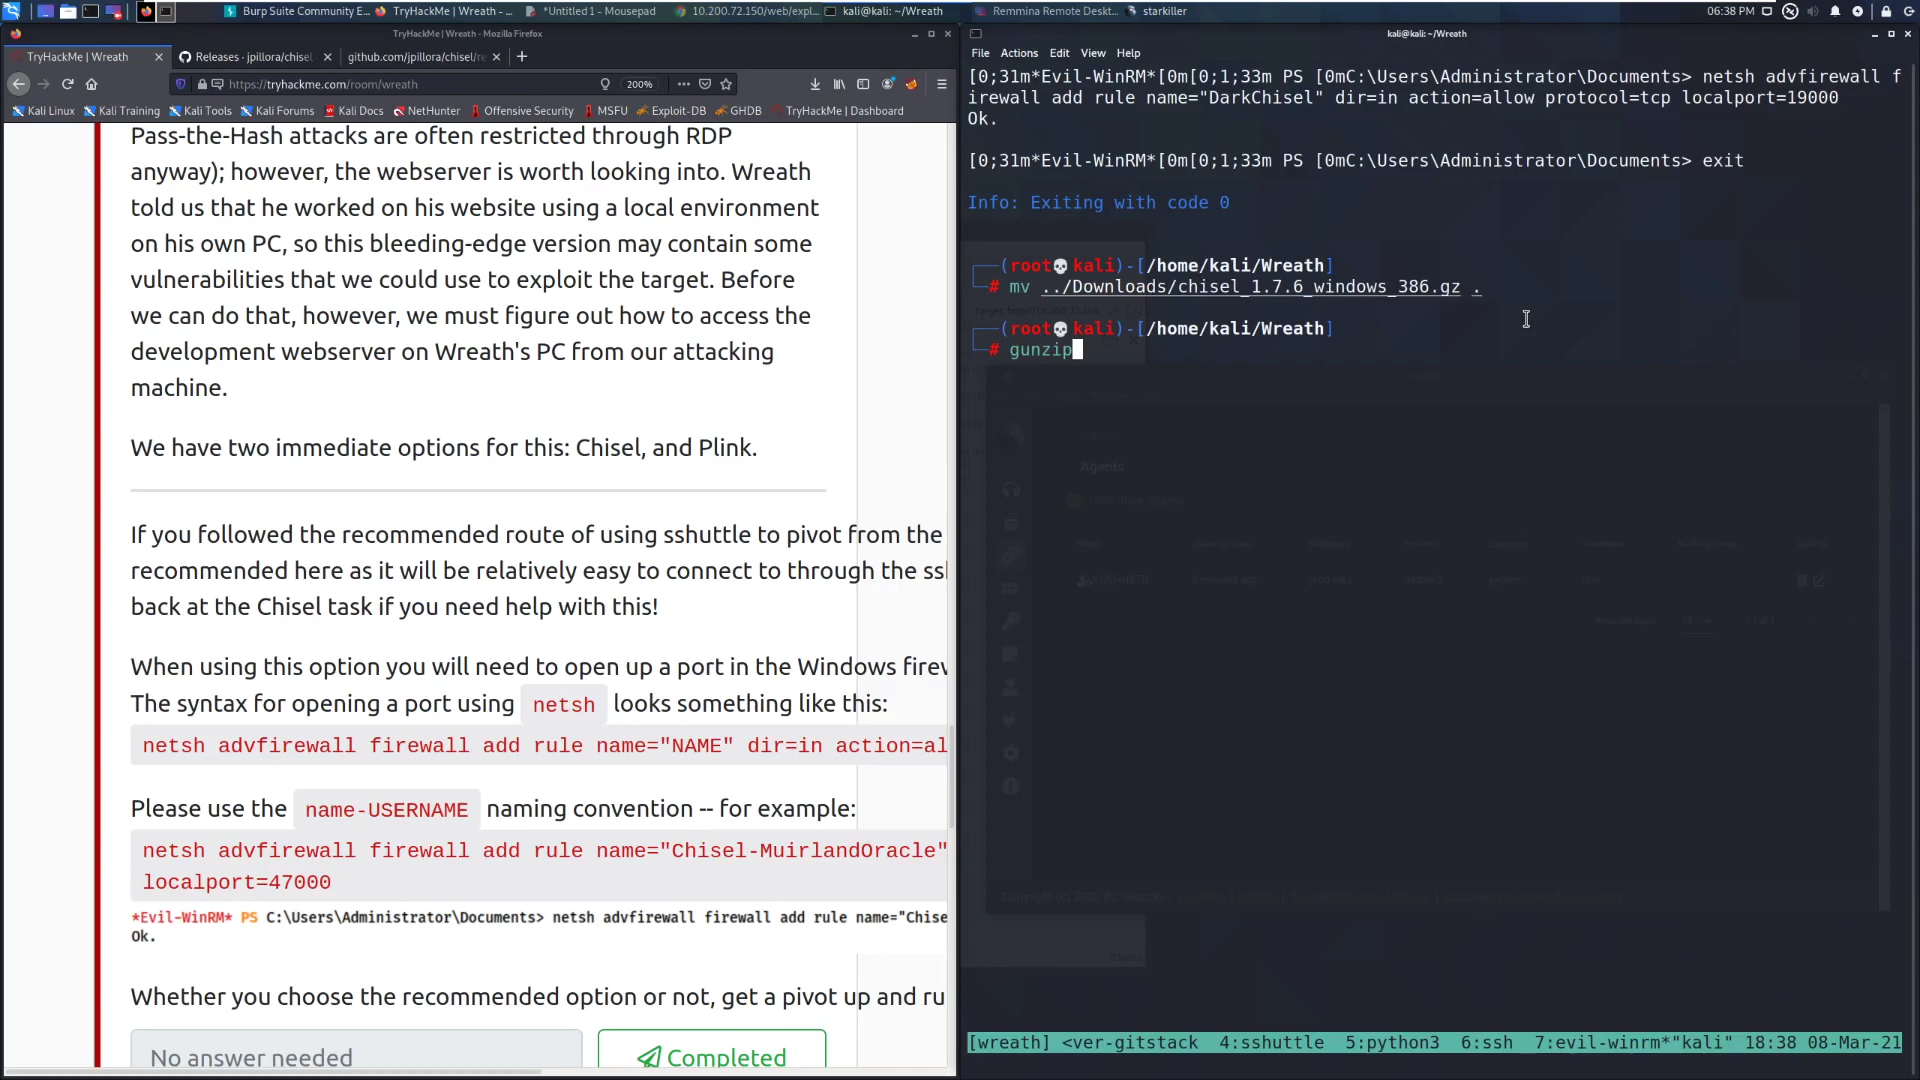 Burp Suite Community E...
TryHackMe | Wreath - ...
*Untitled 1 - Mousepad
10.200.72.150/web/expl...
kali@kali: ~/Wreath
Remmina Remote Deskt...
starkiller
06:38 PM
TryHackMe | Wreath - Mozilla Firefox
TryHackMe | Wreath
Releases · jpillora/chisel
github.com/jpillora/chisel/re
https://tryhackme.com/room/wreath
200%
Kali Linux
Kali Training
Kali Tools
Kali Forums
Kali Docs
NetHunter
Offensive Security
MSFU
Exploit-DB
GHDB
TryHackMe | Dashboard
Pass-the-Hash attacks are often restricted through RDP
anyway); however, the webserver is worth looking into. Wreath
told us that he worked on his website using a local environment
on his own PC, so this bleeding-edge version may contain some
vulnerabilities that we could use to exploit the target. Before
we can do that, however, we must figure out how to access the
development webserver on Wreath's PC from our attacking
machine.
We have two immediate options for this: Chisel, and Plink.
If you followed the recommended route of using sshuttle to pivot from the
recommended here as it will be relatively easy to connect to through the ssh
back at the Chisel task if you need help with this!
When using this option you will need to open up a port in the Windows firew
The syntax for opening a port using netsh looks something like this:
netsh advfirewall firewall add rule name="NAME" dir=in action=al
Please use the name-USERNAME naming convention -- for example:
netsh advfirewall firewall add rule name="Chisel-MuirlandOracle"
localport=47000
*Evil-WinRM* PS C:\Users\Administrator\Documents> netsh advfirewall firewall add rule name="Chise
Ok.
Whether you choose the recommended option or not, get a pivot up and ru
No answer needed
Completed
kali@kali: ~/Wreath
File Actions Edit View Help
[0;31m*Evil-WinRM*[0m[0;1;33m PS [0mC:\Users\Administrator\Documents> netsh advfirewall f
irewall add rule name="DarkChisel" dir=in action=allow protocol=tcp localport=19000
Ok.
[0;31m*Evil-WinRM*[0m[0;1;33m PS [0mC:\Users\Administrator\Documents> exit
Info: Exiting with code 0
(root💀kali)-[/home/kali/Wreath]
# mv ../Downloads/chisel_1.7.6_windows_386.gz .
(root💀kali)-[/home/kali/Wreath]
# gunzip
Agents
[wreath] <ver-gitstack 4:sshuttle 5:python3 6:ssh 7:evil-winrm*"kali" 18:38 08-Mar-21